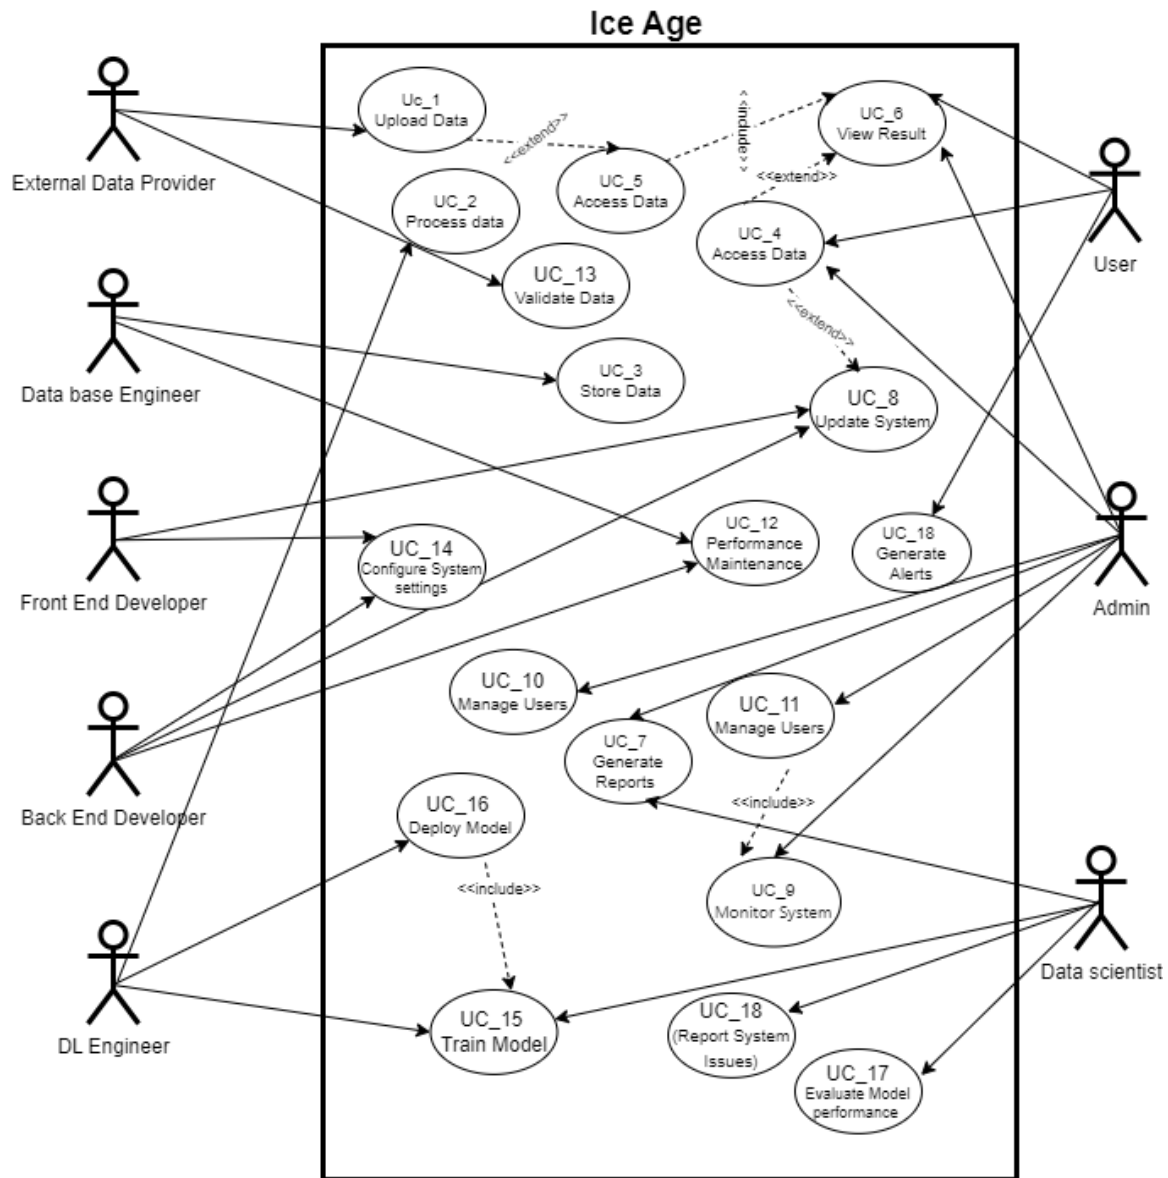 Ice Age
Uc_1
Upload Data
<<extend>>
<<include>>
UC_6
View Result
External Data Provider
UC_2
Process data
UC_5
Access Data
<<extend>>
UC_4
Access Data
User
UC_13
Validate Data
<<extend>>
Data base Engineer
UC_3
Store Data
UC_8
Update System
UC_14
Configure System
settings
UC_12
Performance
Maintenance
UC_18
Generate
Alerts
Front End Developer
Admin
UC_10
Manage Users
UC_11
Manage Users
UC_7
Generate
Reports
Back End Developer
UC_16
Deploy Model
<<include>>
<<include>>
UC_9
Monitor System
Data scientist
DL Engineer
UC_15
Train Model
UC_18
(Report System
Issues)
UC_17
Evaluate Model
performance